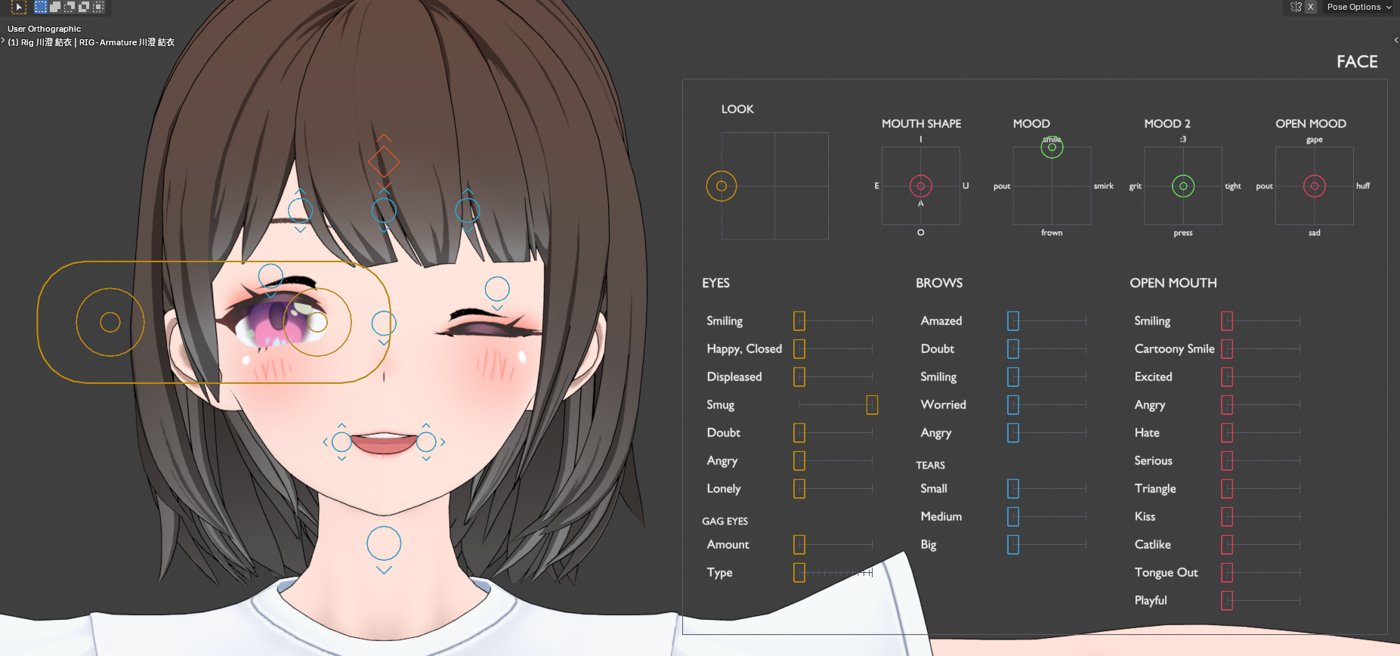 Pose Options
User Orthographic
(1) Rig 川澄 結衣 | RIG-Armature 川澄 結衣
X
FACE
LOOK
MOUTH SHAPE
I
E
U
A
O
MOOD
smile
pout
smirk
frown
MOOD 2
:3
grit
tight
press
OPEN MOOD
gape
pout
huff
sad
EYES
Smiling
Happy, Closed
Displeased
Smug
Doubt
Angry
Lonely
GAG EYES
Amount
Type
BROWS
Amazed
Doubt
Smiling
Worried
Angry
TEARS
Small
Medium
Big
OPEN MOUTH
Smiling
Cartoony Smile
Excited
Angry
Hate
Serious
Triangle
Kiss
Catlike
Tongue Out
Playful